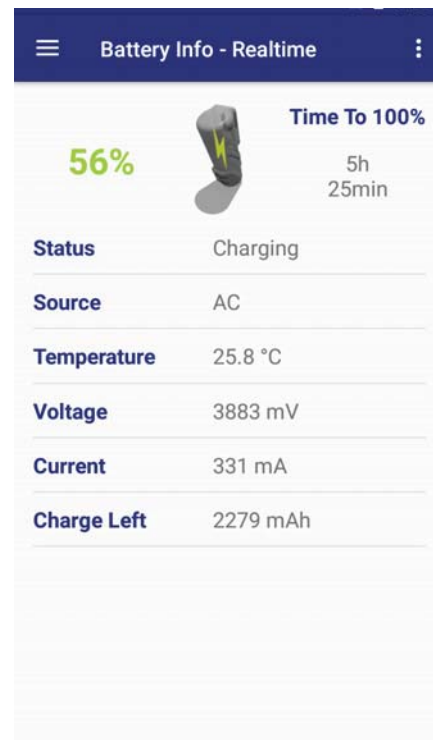 Battery Info - Realtime
Time To 100%
56%
5h
25min
Status Charging
Source AC
Temperature 25.8 °C
Voltage 3883 mV
Current 331 mA
Charge Left 2279 mAh